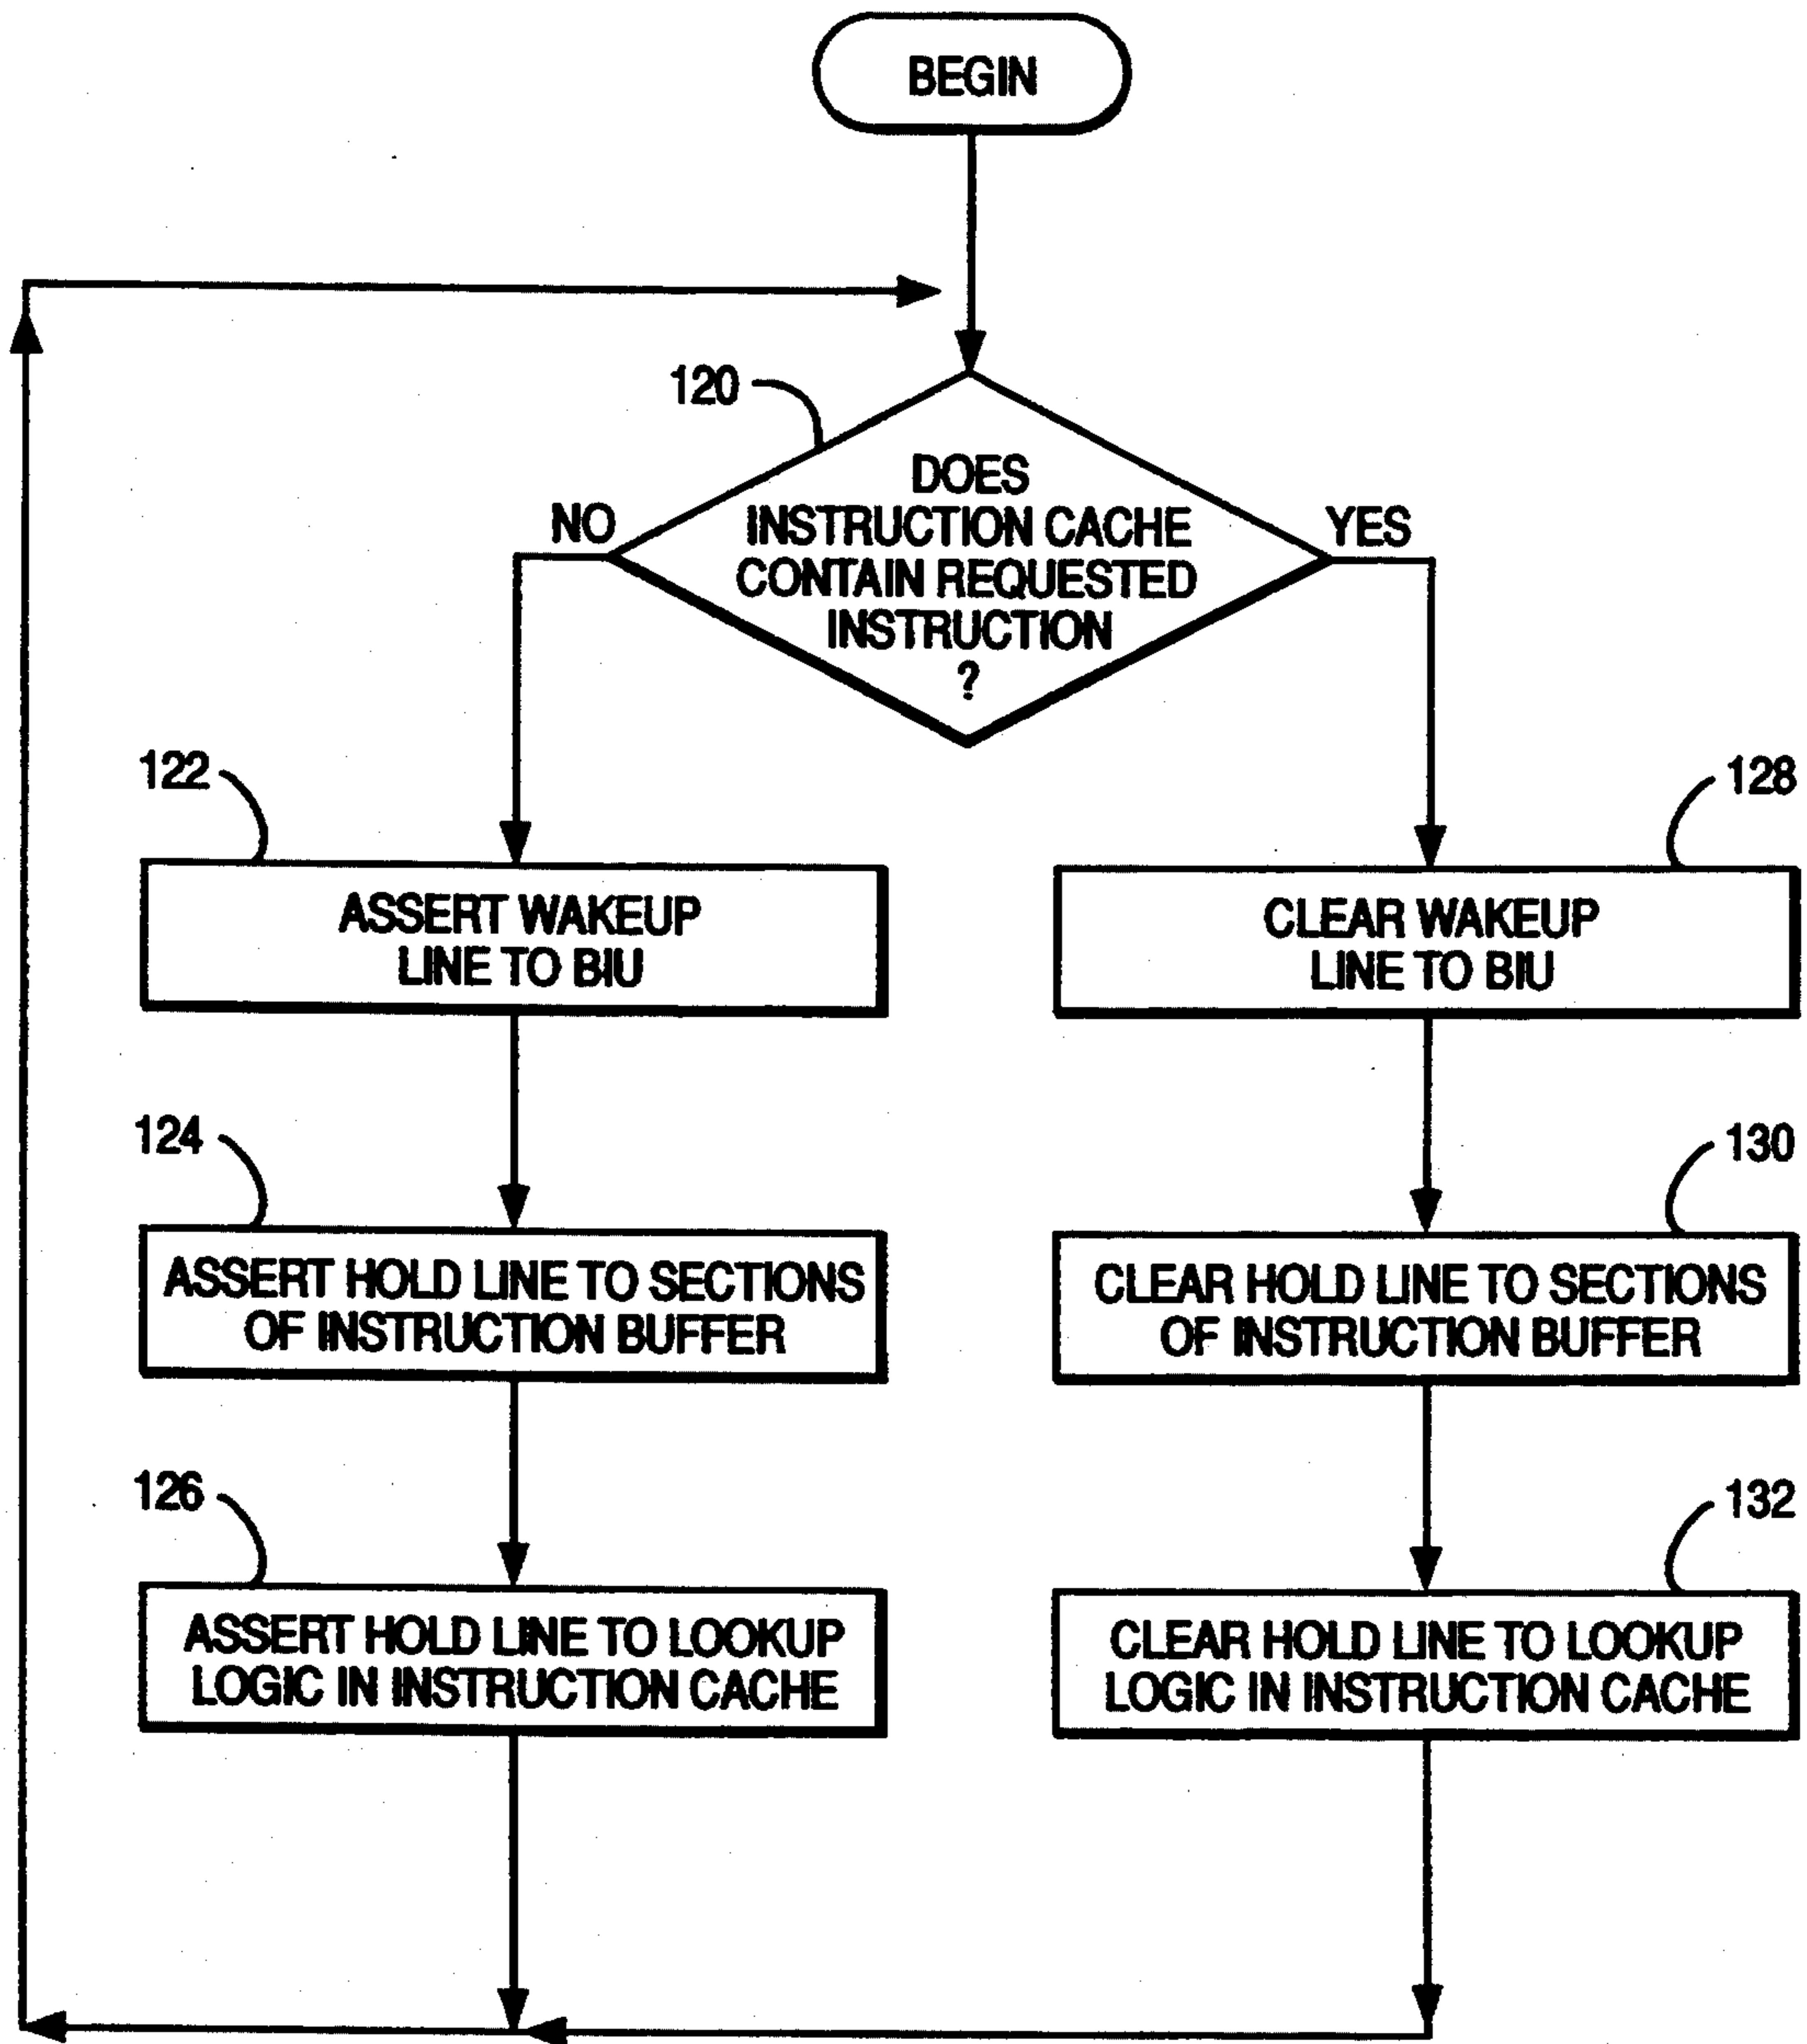 BEGIN
120
DOES
INSTRUCTION CACHE
CONTAIN REQUESTED
INSTRUCTION
?
NO
YES
122
ASSERT WAKEUP
LINE TO BIU
128
CLEAR WAKEUP
LINE TO BIU
124
ASSERT HOLD LINE TO SECTIONS
OF INSTRUCTION BUFFER
130
CLEAR HOLD LINE TO SECTIONS
OF INSTRUCTION BUFFER
126
ASSERT HOLD LINE TO LOOKUP
LOGIC IN INSTRUCTION CACHE
132
CLEAR HOLD LINE TO LOOKUP
LOGIC IN INSTRUCTION CACHE